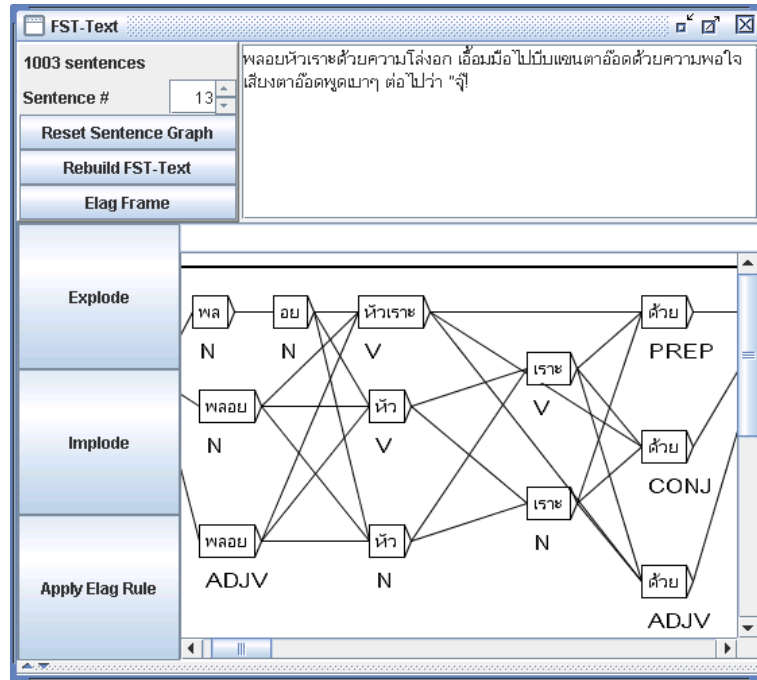 FST-Text
1003 sentences
Sentence # 13
Reset Sentence Graph
Rebuild FST-Text
Elag Frame
พลอยหัวเราะด้วยความโล่งอก เอื้อมมือไปบีบแขนตาอ๊อดด้วยความพอใจ
เสียงตาอ๊อดพูดเบาๆ ต่อไปว่า "จุ๊!
Explode
Implode
Apply Elag Rule
พล อย หัวเราะ ด้วย
N N V PREP
เราะ
V
พลอย หัว ด้วย
N V CONJ
เราะ
N
พลอย หัว ด้วย
ADJV N ADJV